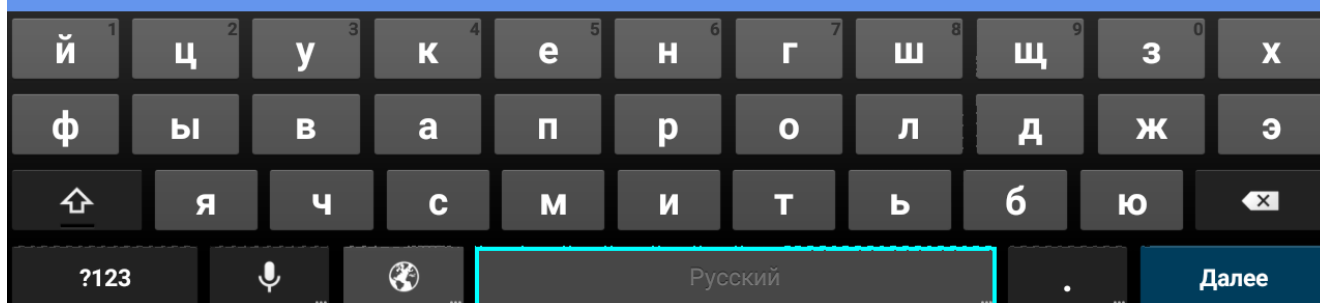 й 1 ц 2 у 3 к 4 е 5 н 6 г 7 ш 8 щ 9 з 0 х
ф ы в а п р о л д ж э
я ч с м и т ь б ю
?123 Русский . Далее